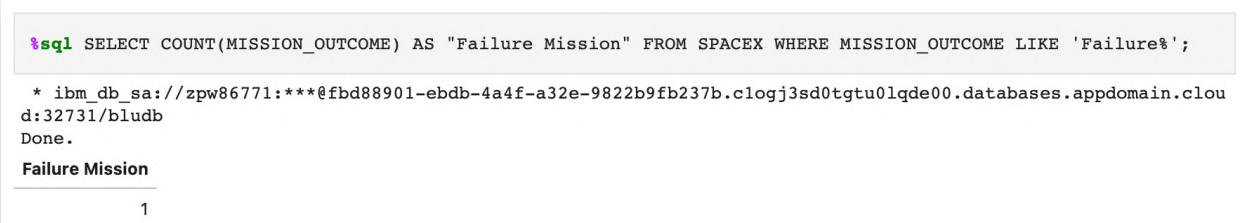 %sql SELECT COUNT(MISSION_OUTCOME) AS "Failure Mission" FROM SPACEX WHERE MISSION_OUTCOME LIKE 'Failure%';
* ibm_db_sa://zpw86771:***@fbd88901-ebdb-4a4f-a32e-9822b9fb237b.c1ogj3sd0tgtu0lqde00.databases.appdomain.clou
d:32731/bludb
Done.
Failure Mission
1